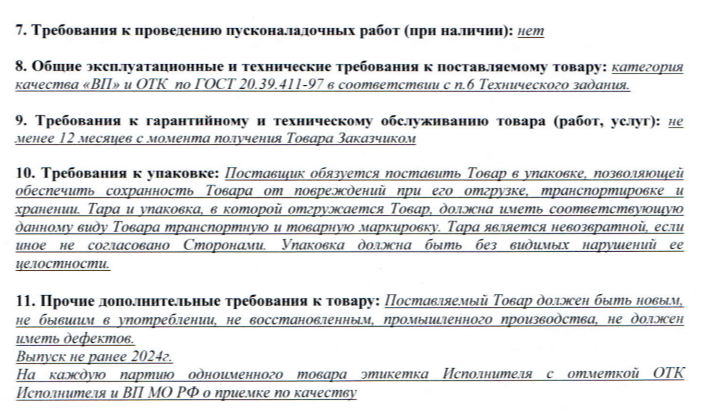 7. Требования к проведению пусконаладочных работ (при наличии): нет
8. Общие эксплуатационные и технические требования к поставляемому товару: категория
качества «ВП» и ОТК по ГОСТ 20.39.411-97 в соответствии с п.6 Технического задания.
9. Требования к гарантийному и техническому обслуживанию товара (работ, услуг): не
менее 12 месяцев с момента получения Товара Заказчиком
10. Требования к упаковке: Поставщик обязуется поставить Товар в упаковке, позволяющей
обеспечить сохранность Товара от повреждений при его отгрузке, транспортировке и
хранении. Тара и упаковка, в которой отгружается Товар, должна иметь соответствующую
данному виду Товара транспортную и товарную маркировку. Тара является невозвратной, если
иное не согласовано Сторонами. Упаковка должна быть без видимых нарушений ее
целостности.
11. Прочие дополнительные требования к товару: Поставляемый Товар должен быть новым,
не бывшим в употреблении, не восстановленным, промышленного производства, не должен
иметь дефектов.
Выпуск не ранее 2024г.
На каждую партию одноименного товара этикетка Исполнителя с отметкой ОТК
Исполнителя и ВП МО РФ о приемке по качеству